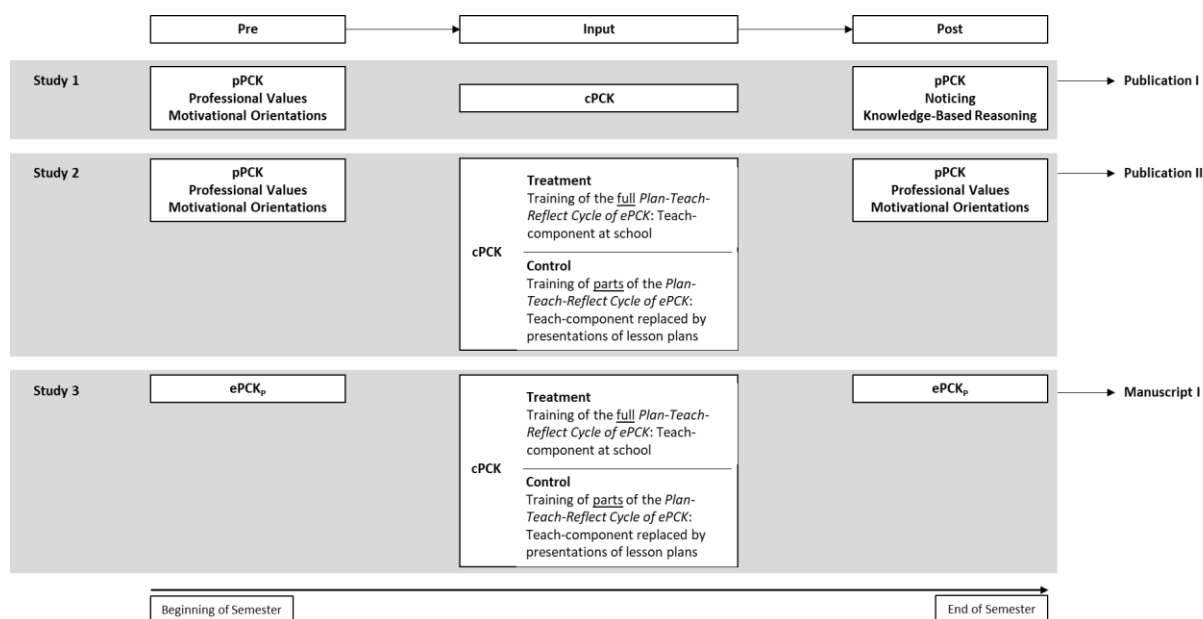 Pre
Input
Post
Study 1
pPCK
Professional Values
Motivational Orientations
cPCK
pPCK
Noticing
Knowledge-Based Reasoning
Publication I
Study 2
pPCK
Professional Values
Motivational Orientations
cPCK
Treatment
Training of the full Plan-Teach-
Reflect Cycle of ePCK: Teach-
component at school
Control
Training of parts of the Plan-
Teach-Reflect Cycle of ePCK:
Teach-component replaced by
presentations of lesson plans
pPCK
Professional Values
Motivational Orientations
Publication II
Study 3
ePCKₚ
cPCK
Treatment
Training of the full Plan-Teach-
Reflect Cycle of ePCK: Teach-
component at school
Control
Training of parts of the Plan-
Teach-Reflect Cycle of ePCK:
Teach-component replaced by
presentations of lesson plans
ePCKₚ
Manuscript I
Beginning of Semester
End of Semester